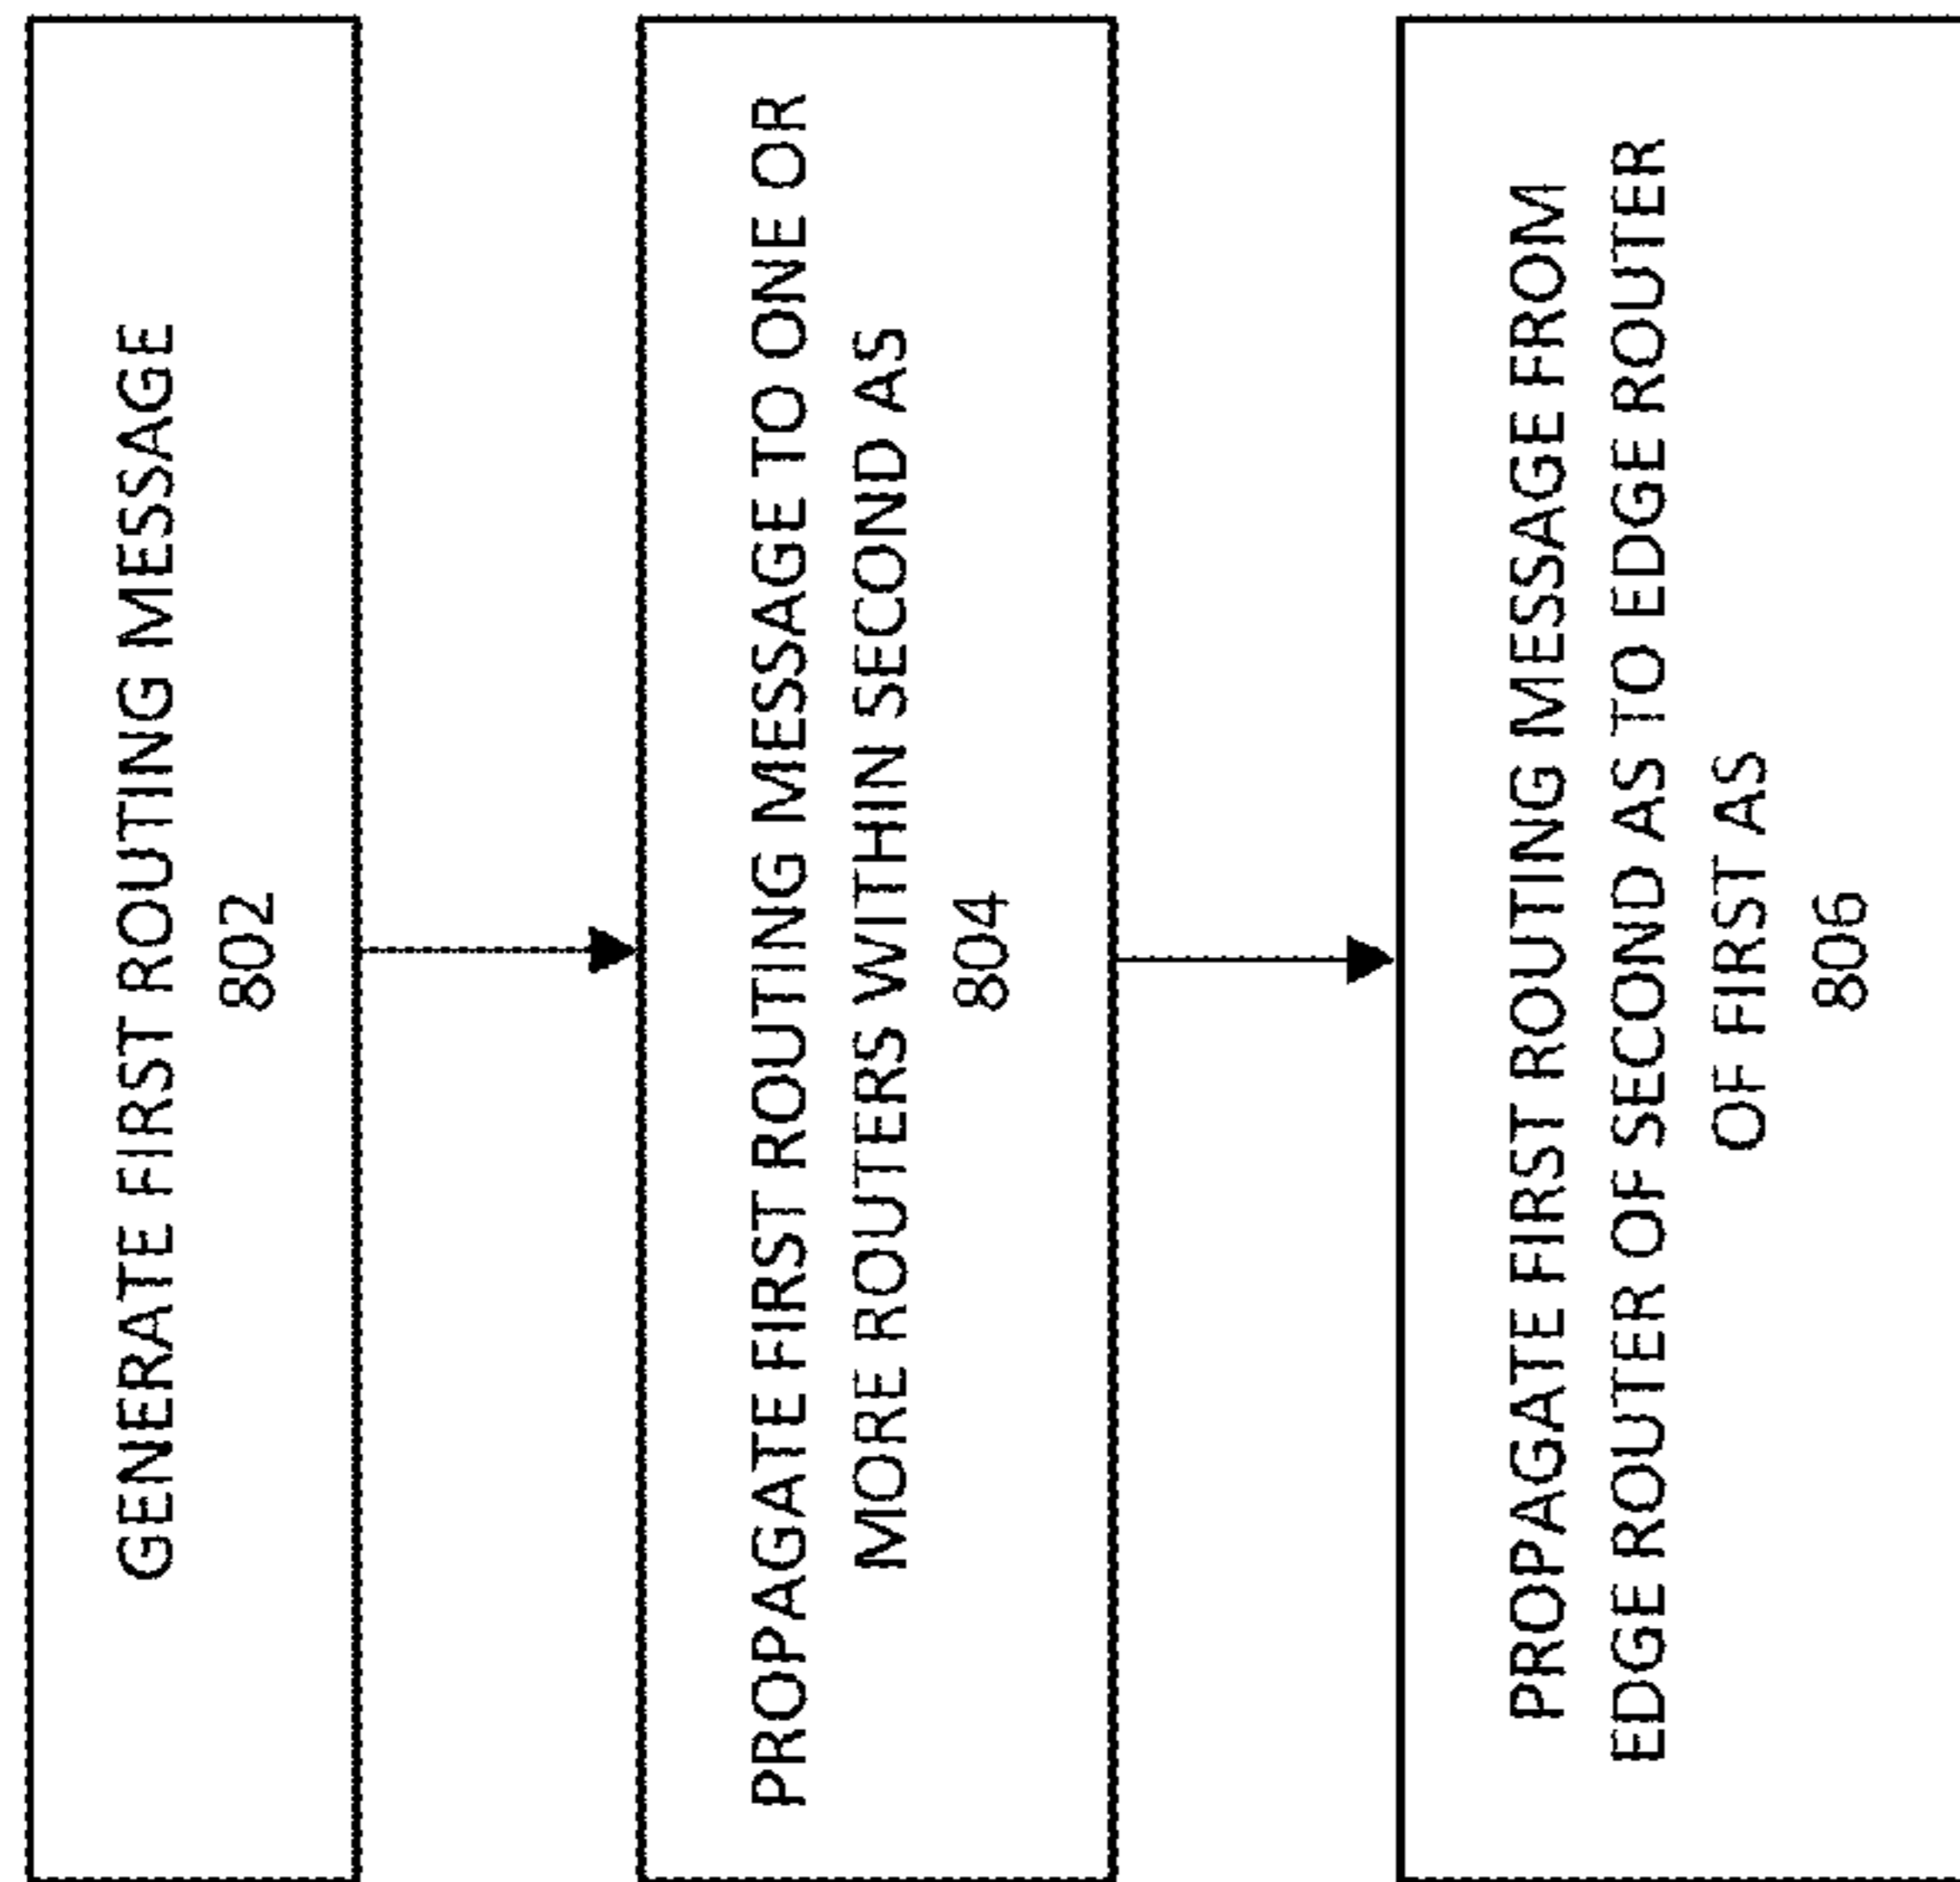 GENERATE FIRST ROUTING MESSAGE
802
PROPAGATE FIRST ROUTING MESSAGE TO ONE OR
MORE ROUTERS WITHIN SECOND AS
804
PROPAGATE FIRST ROUTING MESSAGE FROM
EDGE ROUTER OF SECOND AS TO EDGE ROUTER
OF FIRST AS
806